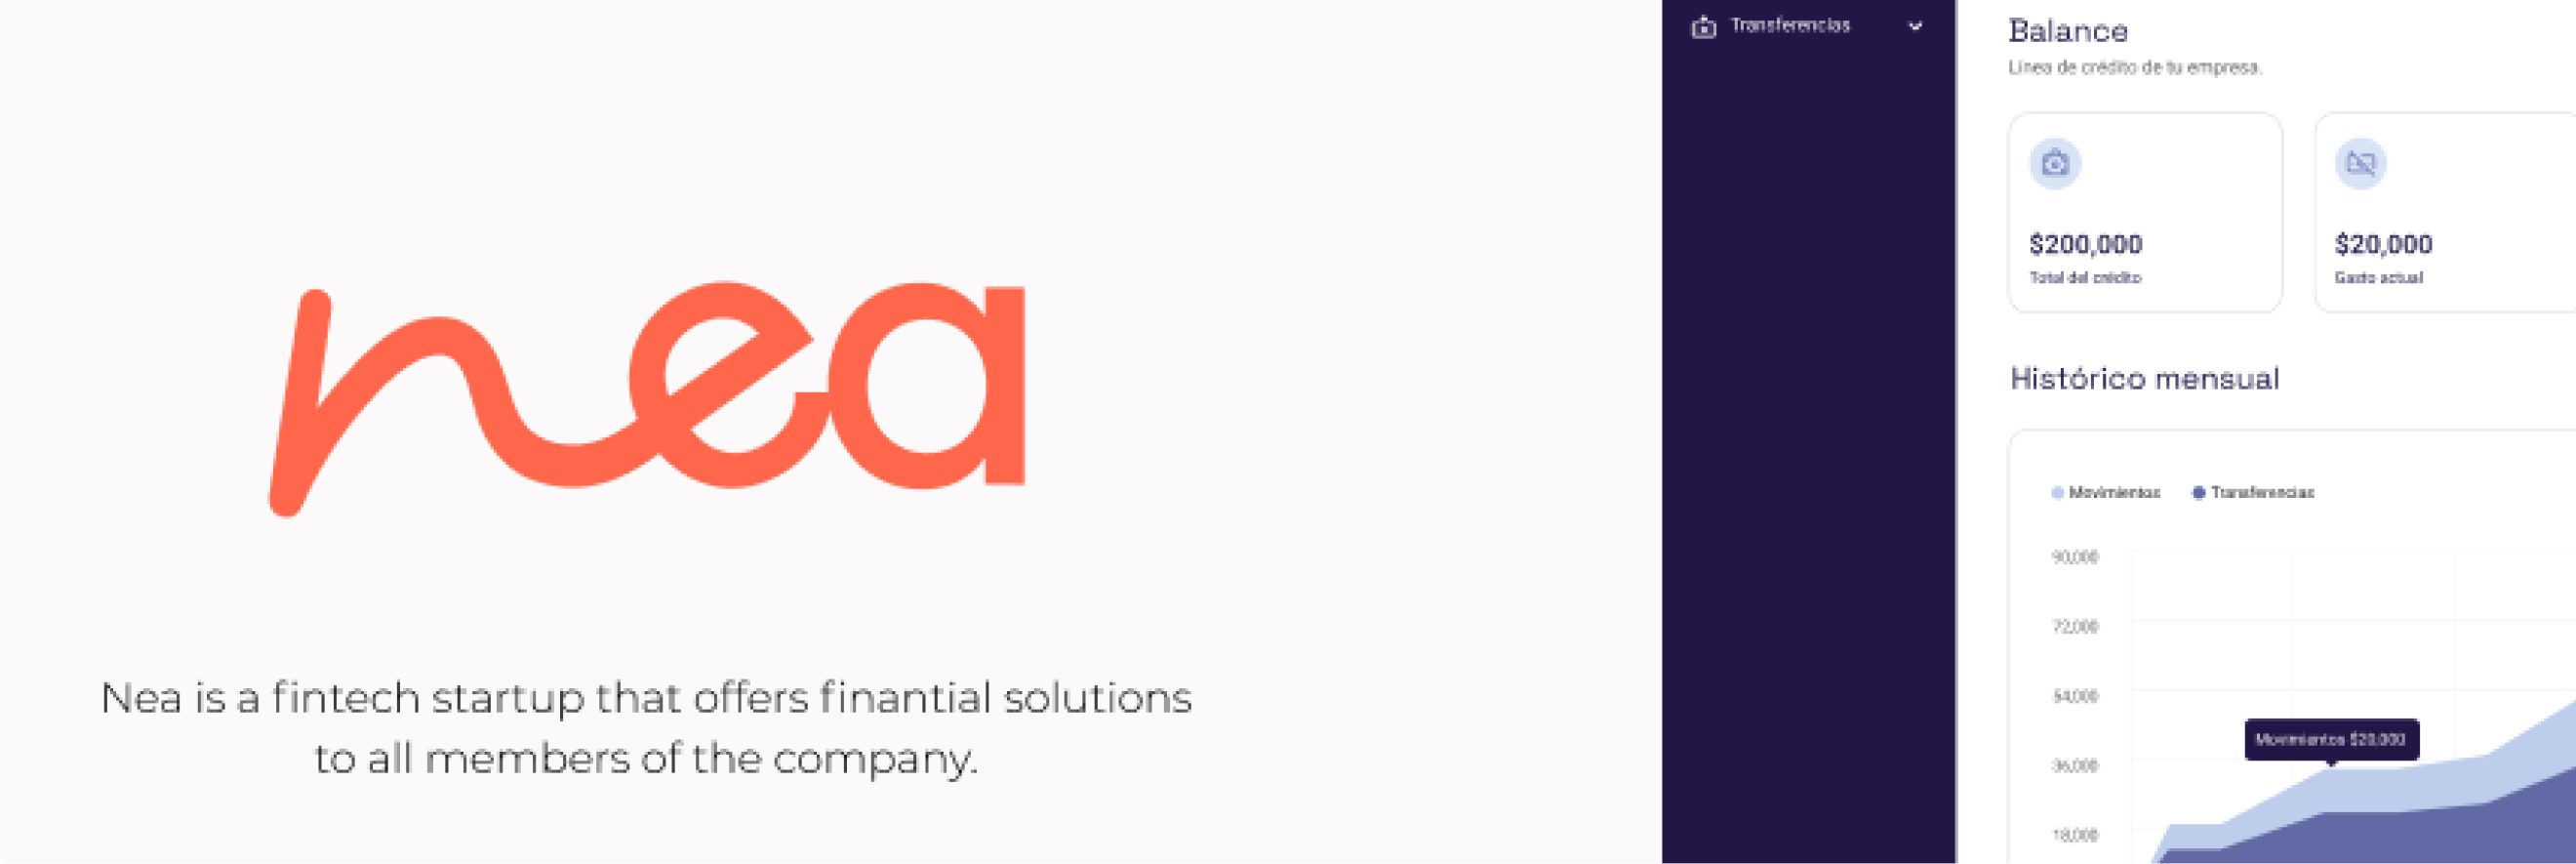 nea
Nea is a fintech startup that offers finantial solutions
to all members of the company.
Transferencias
Balance
Línea de crédito de tu empresa.
$200,000
Total del crédito
$20,000
Gasto actual
Histórico mensual
Movimientos
Transferencias
90,000
72,000
54,000
36,000
18,000
Movimientos $20,000